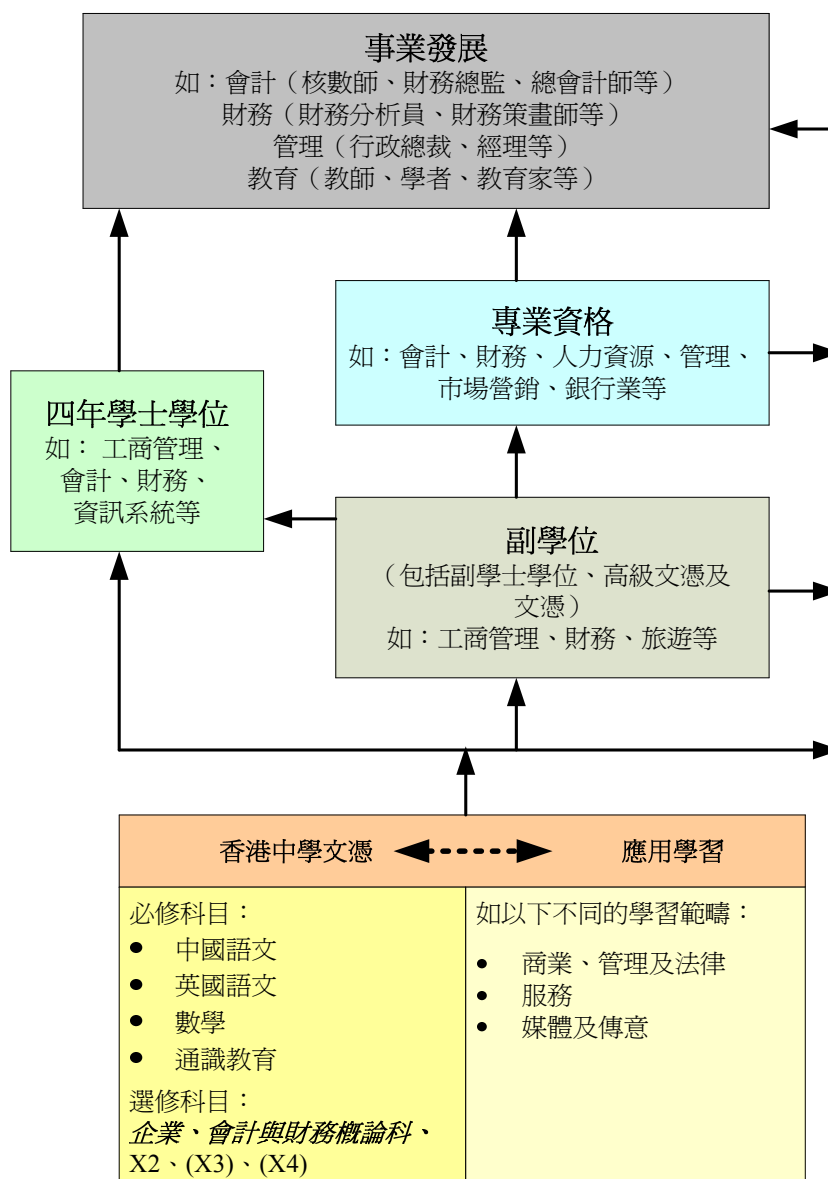 事業發展
如：會計（核數師、財務總監、總會計師等）
財務（財務分析員、財務策畫師等）
管理（行政總裁、經理等）
教育（教師、學者、教育家等）
專業資格
如：會計、財務、人力資源、管理、
市場營銷、銀行業等
四年學士學位
如： 工商管理、
會計、財務、
資訊系統等
副學位
（包括副學士學位、高級文憑及
文憑）
如：工商管理、財務、旅遊等
香港中學文憑
應用學習
必修科目：
• 中國語文
• 英國語文
• 數學
• 通識教育
選修科目：
企業、會計與財務概論科、
X2、(X3)、(X4)
如以下不同的學習範疇：
• 商業、管理及法律
• 服務
• 媒體及傳意